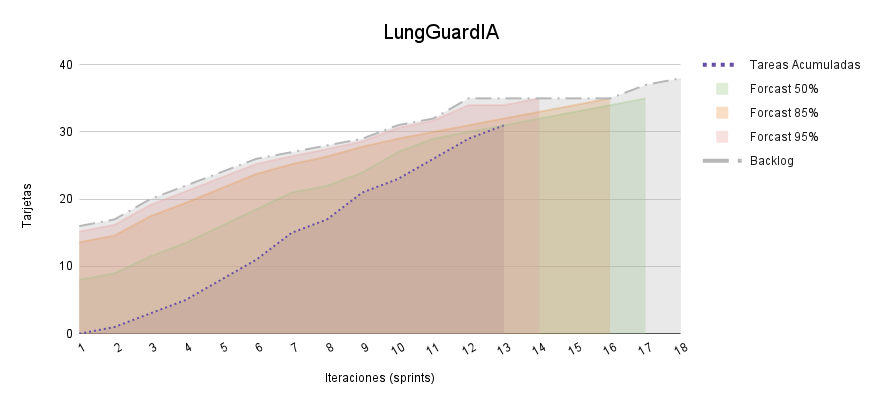 LungGuardIA
Tareas Acumuladas
Forcast 50%
Forcast 85%
Forcast 95%
Backlog
Tarjetas
40
30
20
10
0
1 2 3 4 5 6 7 8 9 10 11 12 13 14 15 16 17 18
Iteraciones (sprints)